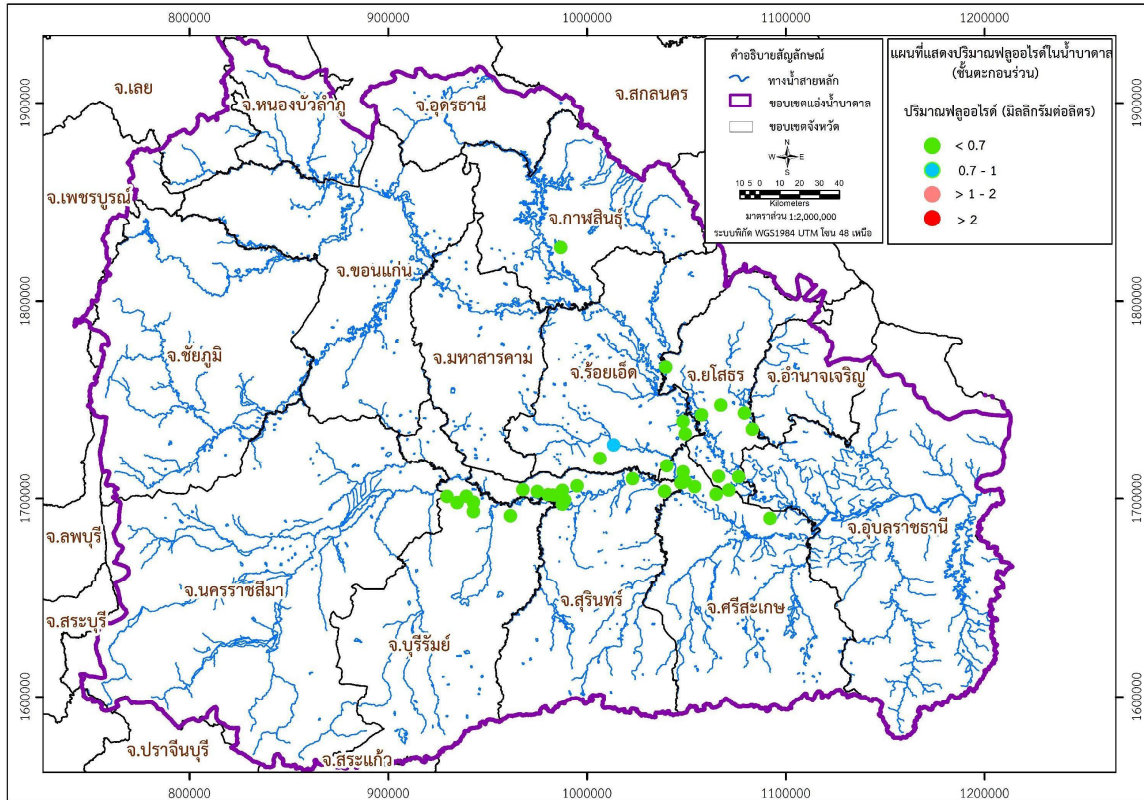 800000 900000 1000000 1100000 1200000
1900000
1800000
1700000
1600000
1900000
1800000
1700000
1600000
800000 900000 1000000 1100000 1200000
จ.เลย
จ.หนองบัวลำภู
จ.อุดรธานี
จ.สกลนคร
จ.เพชรบูรณ์
จ.กาฬสินธุ์
จ.ขอนแก่น
จ.ชัยภูมิ
จ.มหาสารคาม
จ.ร้อยเอ็ด
จ.ยโสธร
จ.อำนาจเจริญ
จ.ลพบุรี
จ.อุบลราชธานี
จ.นครราชสีมา
จ.สระบุรี
จ.สุรินทร์
จ.ศรีสะเกษ
จ.บุรีรัมย์
จ.ปราจีนบุรี
จ.สระแก้ว
คำอธิบายสัญลักษณ์
ทางน้ำสายหลัก
ขอบเขตแอ่งน้ำบาดาล
ขอบเขตจังหวัด
N
W E
S
10 5 0 10 20 30 40
Kilometers
มาตราส่วน 1:2,000,000
ระบบพิกัด WGS1984 UTM โซน 48 เหนือ
แผนที่แสดงปริมาณฟลูออไรด์ในน้ำบาดาล
(ชั้นตะกอนร่วน)
ปริมาณฟลูออไรด์ (มิลลิกรัมต่อลิตร)
< 0.7
0.7 - 1
> 1 - 2
> 2